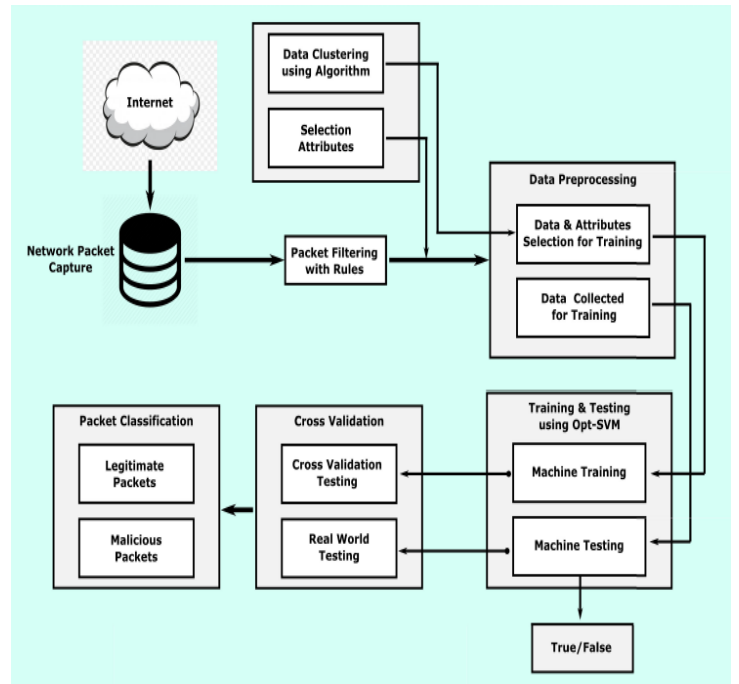 Internet
Data Clustering
using Algorithm
Selection
Attributes
Network Packet
Capture
Packet Filtering
with Rules
Data Preprocessing
Data & Attributes
Selection for Training
Data Collected
for Training
Packet Classification
Legitimate
Packets
Malicious
Packets
Cross Validation
Cross Validation
Testing
Real World
Testing
Training & Testing
using Opt-SVM
Machine Training
Machine Testing
True/False